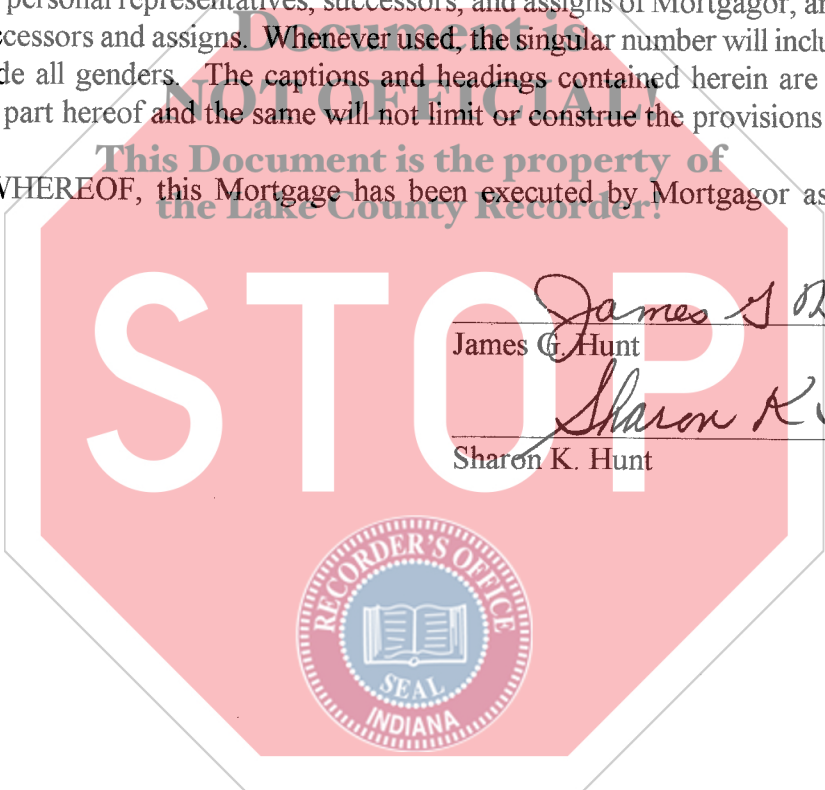 personal representatives, successors, and assigns of Mortgagor, an
ccessors and assigns. Whenever used, the singular number will inclu
Document is
de all genders. The captions and headings contained herein are
NOT OFFICIAL!
part hereof and the same will not limit or construe the provisions
This Document is the property of
WHEREOF, this Mortgage has been executed by Mortgagor as
the Lake County Recorder!
STOP
James G
James G. Hunt
Sharon K
Sharon K. Hunt
RECORDER'S OFFICE
SEAL
INDIANA